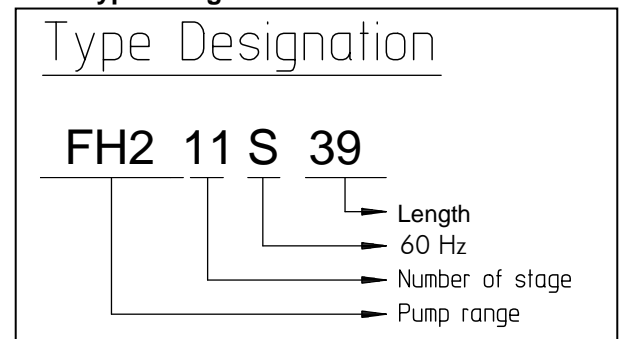 Type Designation
FH2 11 S 39
Length
60 Hz
Number of stage
Pump range